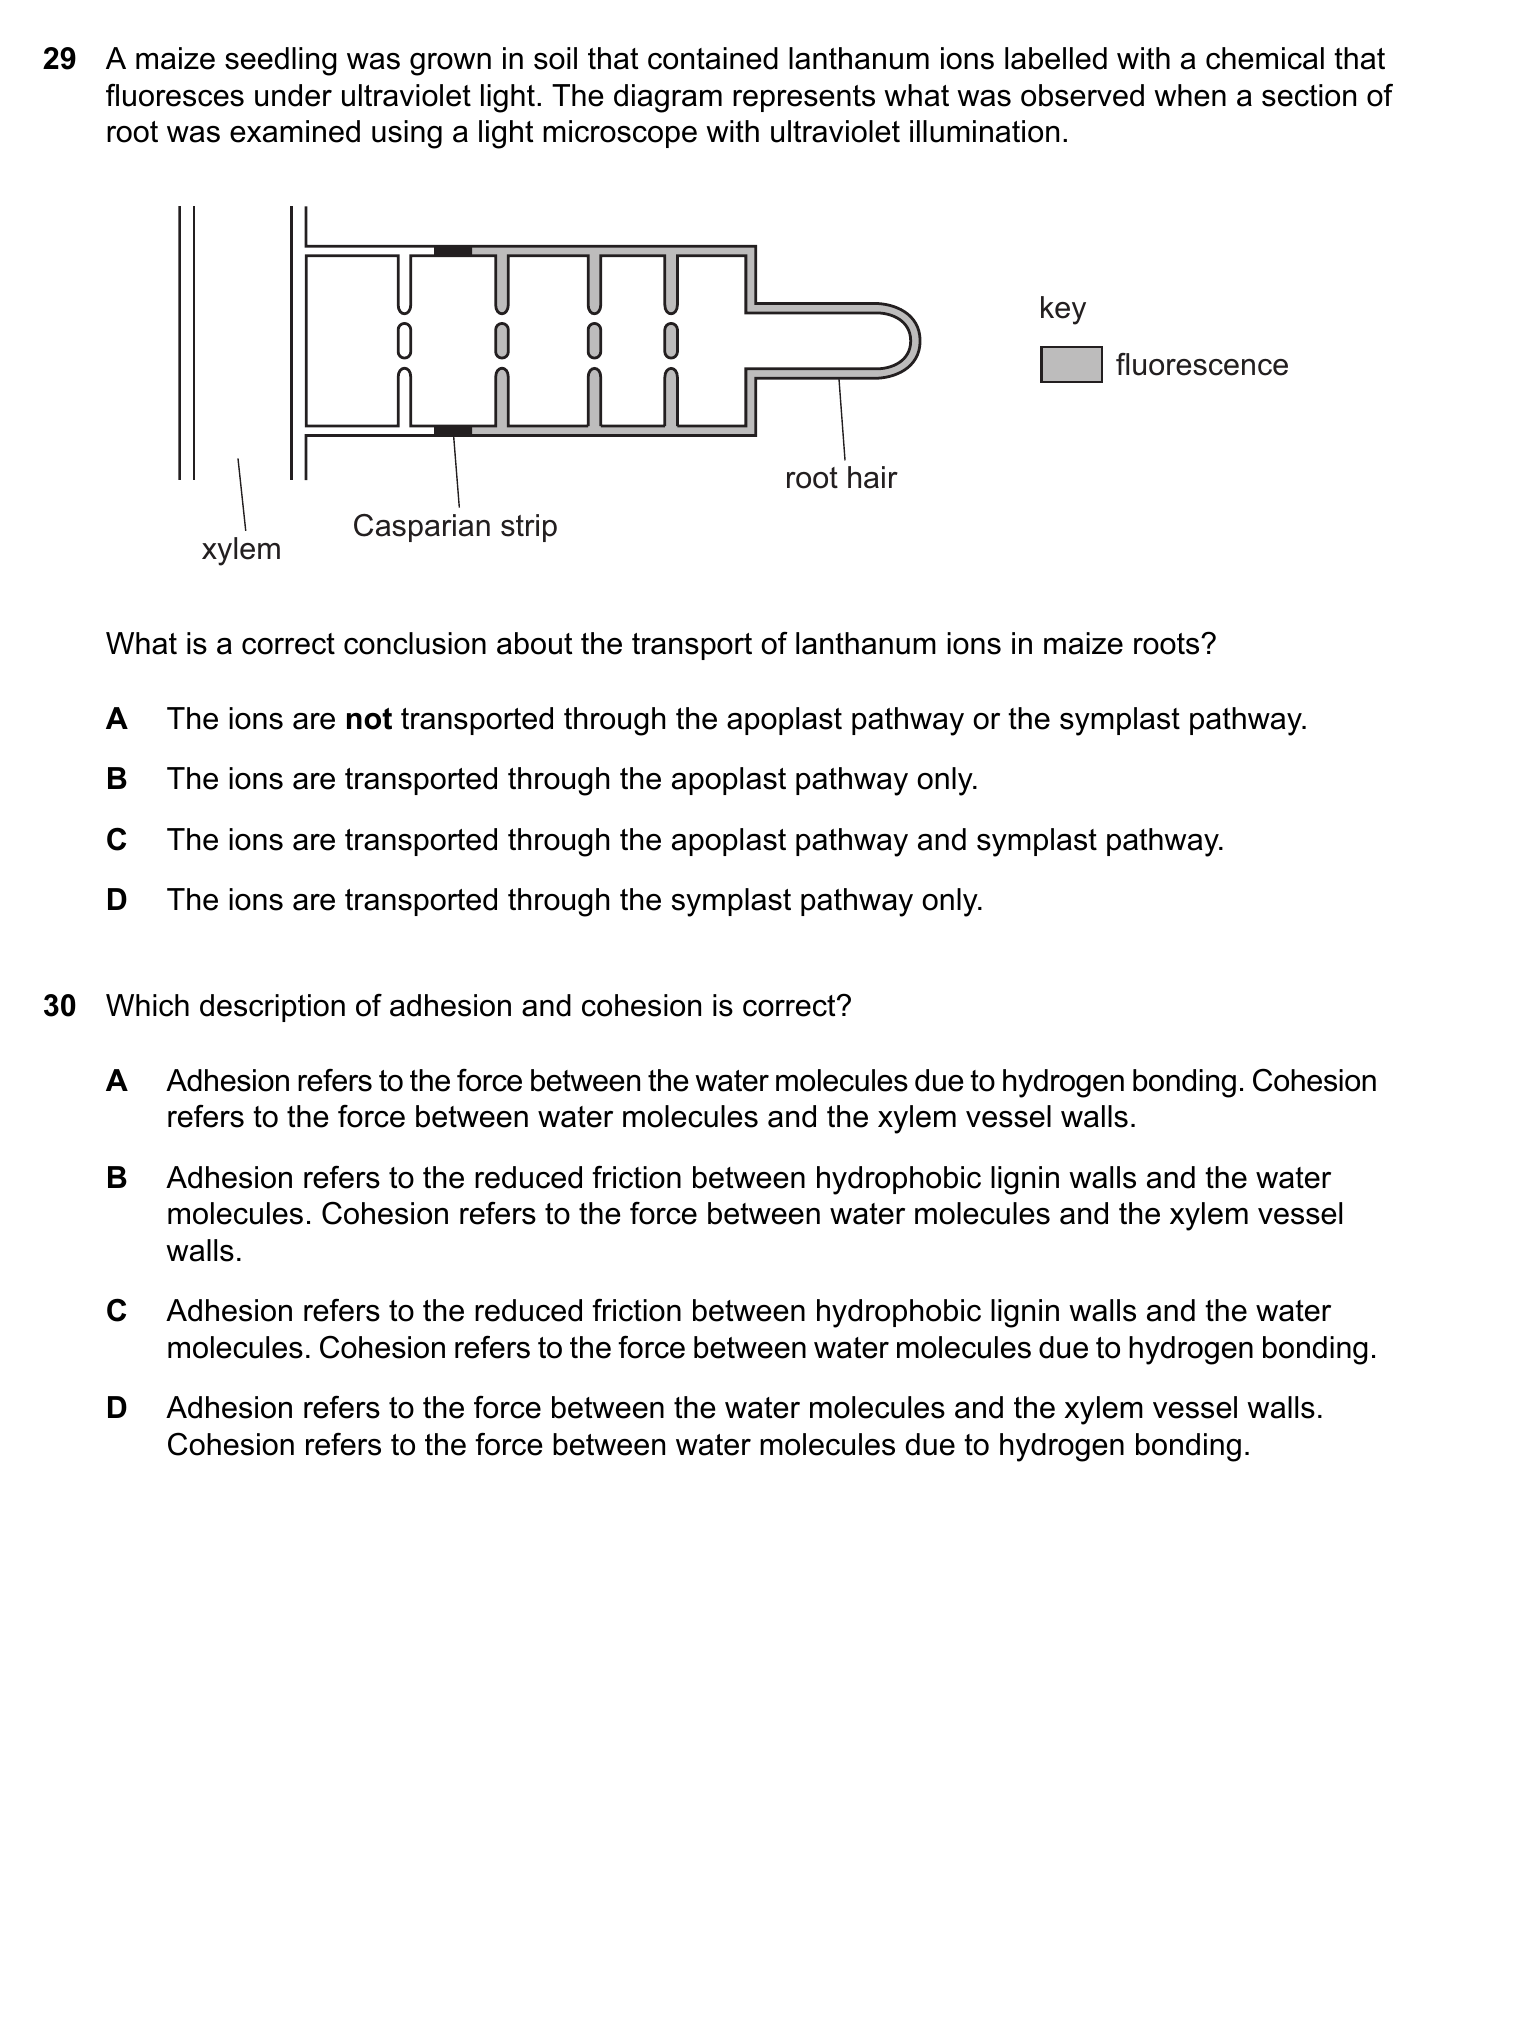 29 A maize seedling was grown in soil that contained lanthanum ions labelled with a chemical that
fluoresces under ultraviolet light. The diagram represents what was observed when a section of
root was examined using a light microscope with ultraviolet illumination.
key
fluorescence
root hair
Casparian strip
xylem
What is a correct conclusion about the transport of lanthanum ions in maize roots?
A The ions are not transported through the apoplast pathway or the symplast pathway.
B The ions are transported through the apoplast pathway only.
C The ions are transported through the apoplast pathway and symplast pathway.
D The ions are transported through the symplast pathway only.
30 Which description of adhesion and cohesion is correct?
A Adhesion refers to the force between the water molecules due to hydrogen bonding. Cohesion
refers to the force between water molecules and the xylem vessel walls.
B Adhesion refers to the reduced friction between hydrophobic lignin walls and the water
molecules. Cohesion refers to the force between water molecules and the xylem vessel
walls.
C Adhesion refers to the reduced friction between hydrophobic lignin walls and the water
molecules. Cohesion refers to the force between water molecules due to hydrogen bonding.
D Adhesion refers to the force between the water molecules and the xylem vessel walls.
Cohesion refers to the force between water molecules due to hydrogen bonding.